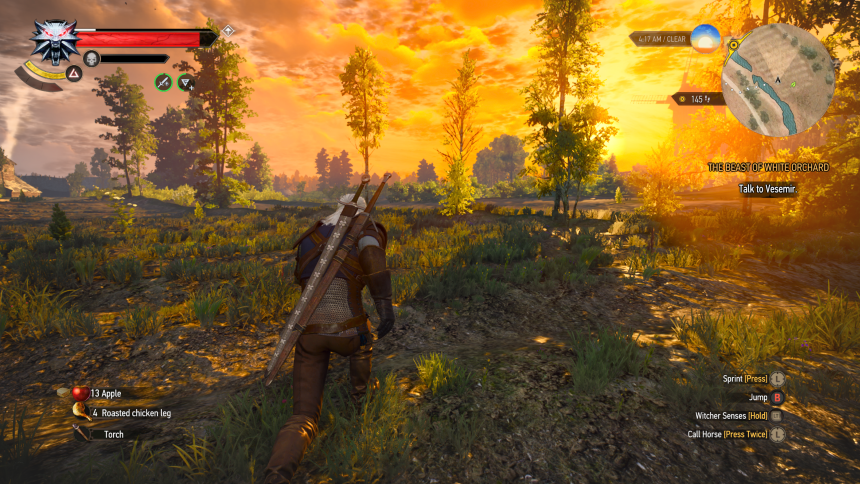 4:17 AM / CLEAR
145
THE BEAST OF WHITE ORCHARD
Talk to Vesemir.
13 Apple
4 Roasted chicken leg
Torch
Sprint [Press] L
Jump B
Witcher Senses [Hold]
Call Horse [Press Twice] L